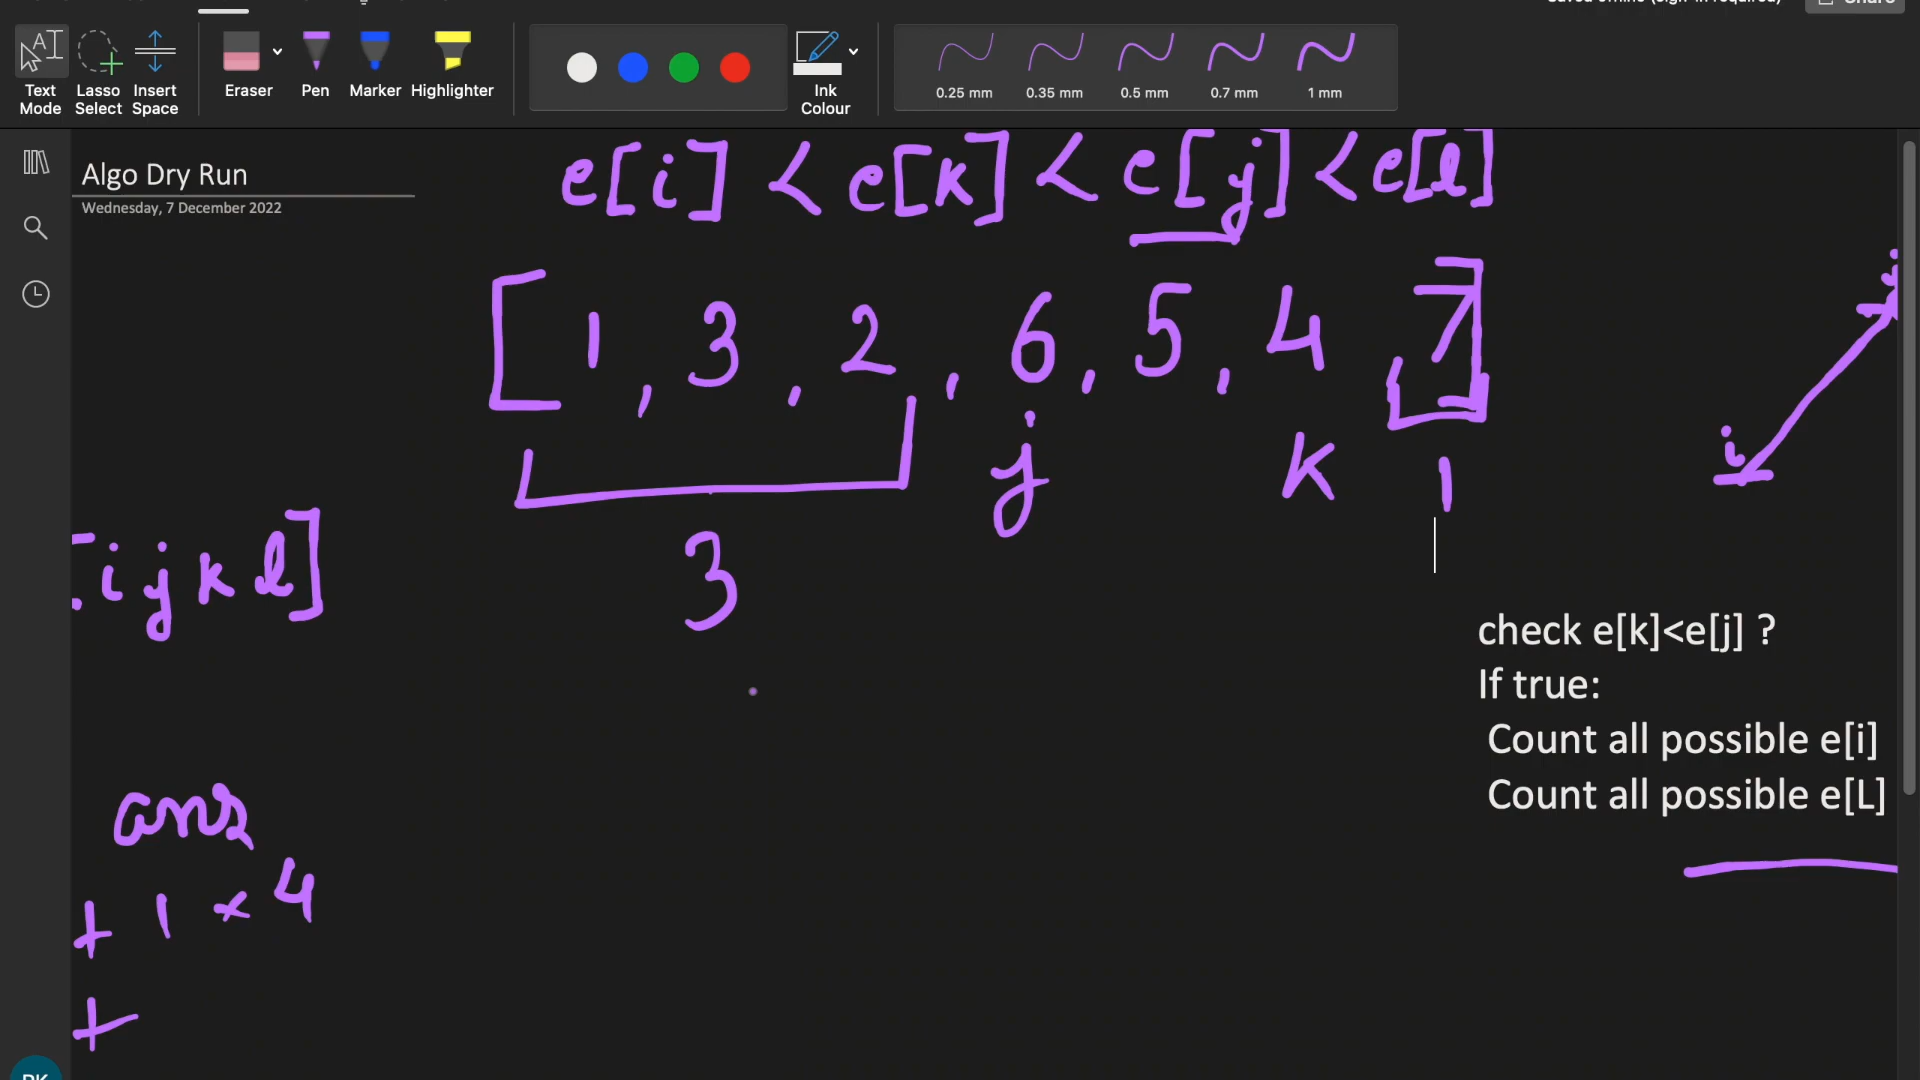 Text Mode
Lasso Select
Insert Space
Eraser
Pen
Marker
Highlighter
Ink Colour
0.25 mm
0.35 mm
0.5 mm
0.7 mm
1 mm
Algo Dry Run
Wednesday, 7 December 2022
e[i] < e[k] < e[j] < e[l]
[1, 3, 2, 6, 5, 4, 7]
j k l
3
i
[i j k l]
check e[k]<e[j] ?
If true:
Count all possible e[i]
Count all possible e[L]
ans
+ 1 × 4
+